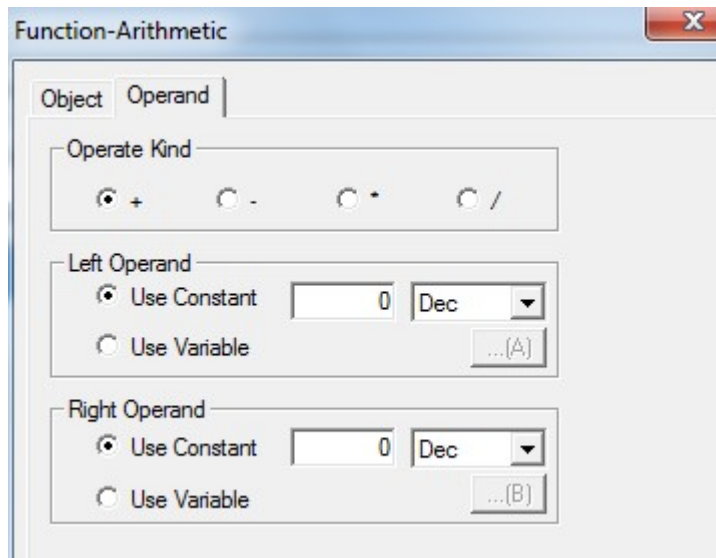 Function-Arithmetic
Object Operand
Operate Kind
+ - * /
Left Operand
Use Constant 0 Dec
Use Variable ...(A)
Right Operand
Use Constant 0 Dec
Use Variable ...(B)